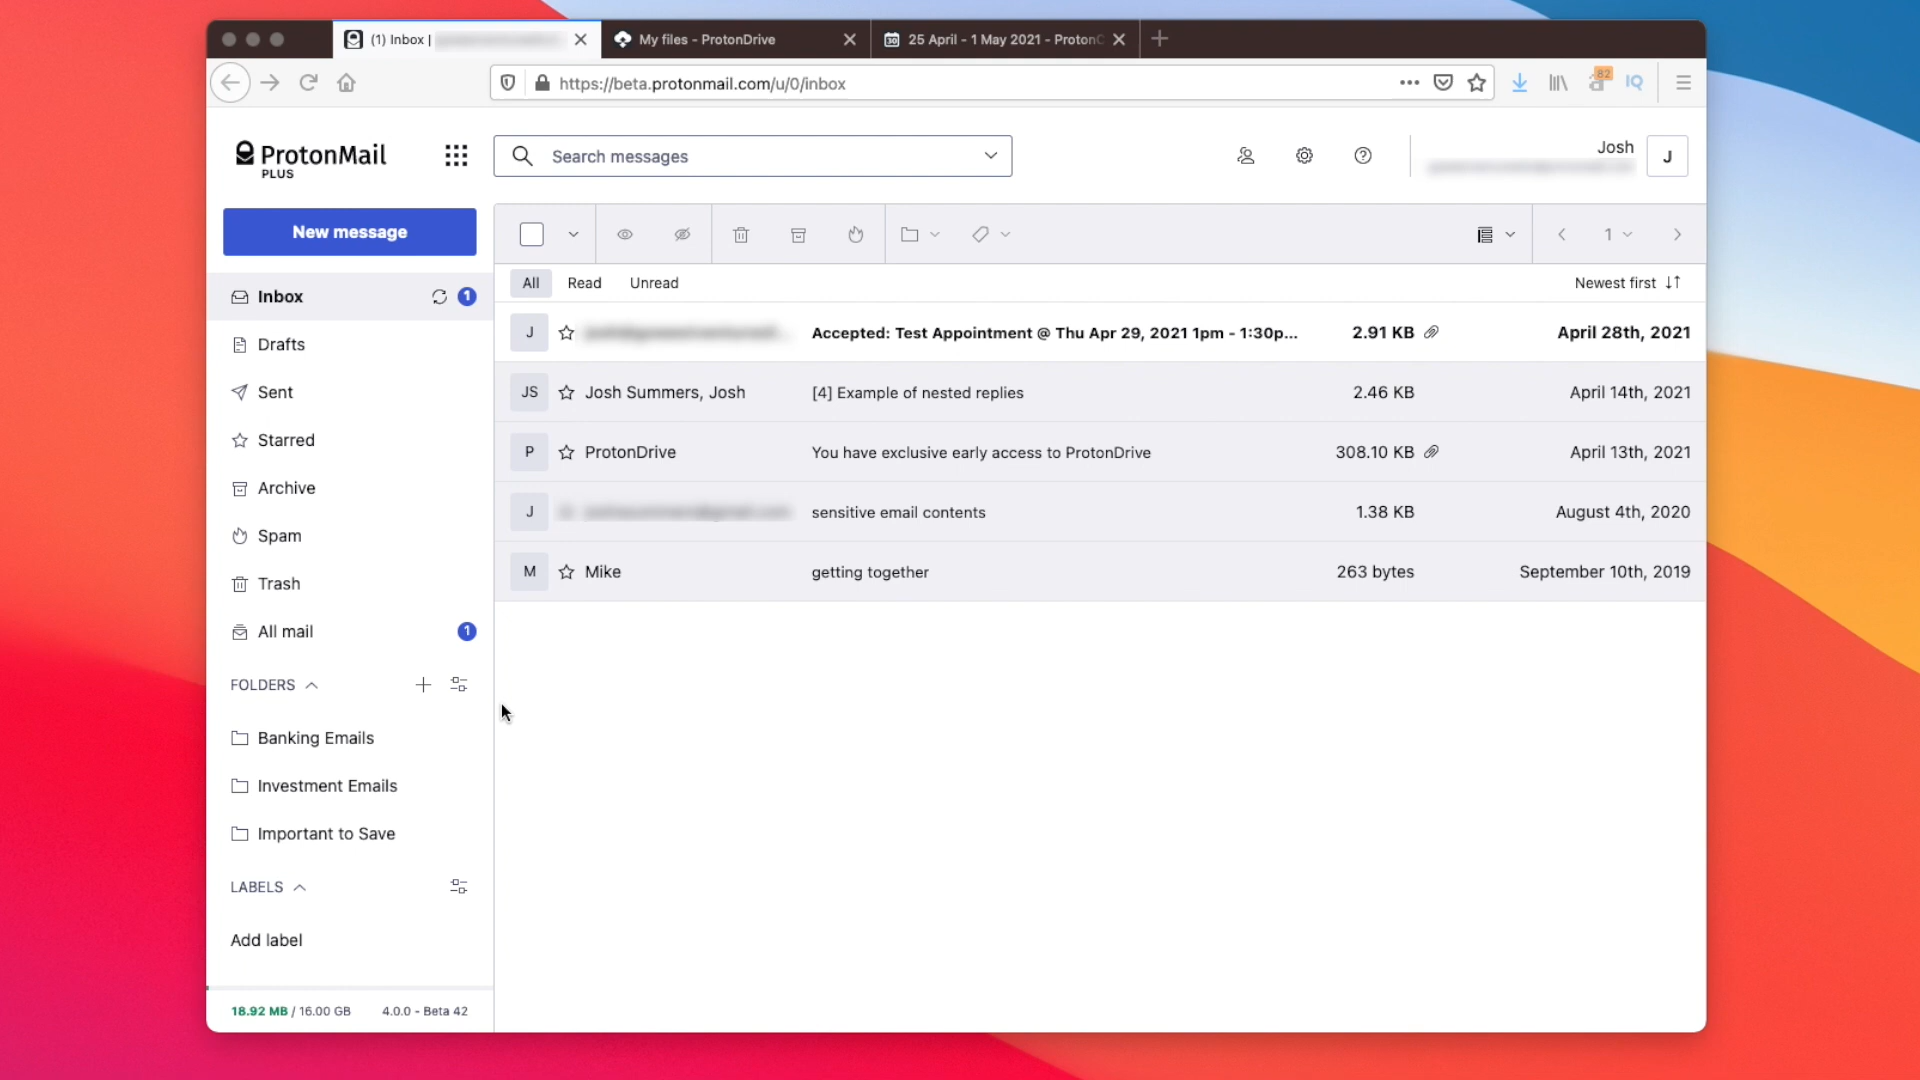 (1) Inbox |
My files - ProtonDrive
25 April - 1 May 2021 - ProtonC
https://beta.protonmail.com/u/0/inbox
82
IQ
ProtonMail
PLUS
Search messages
Josh
J
New message
Inbox 1
Drafts
Sent
Starred
Archive
Spam
Trash
All mail 1
FOLDERS
Banking Emails
Investment Emails
Important to Save
LABELS
Add label
18.92 MB / 16.00 GB 4.0.0 - Beta 42
1
All Read Unread Newest first
J Accepted: Test Appointment @ Thu Apr 29, 2021 1pm - 1:30p... 2.91 KB April 28th, 2021
JS Josh Summers, Josh [4] Example of nested replies 2.46 KB April 14th, 2021
P ProtonDrive You have exclusive early access to ProtonDrive 308.10 KB April 13th, 2021
J sensitive email contents 1.38 KB August 4th, 2020
M Mike getting together 263 bytes September 10th, 2019